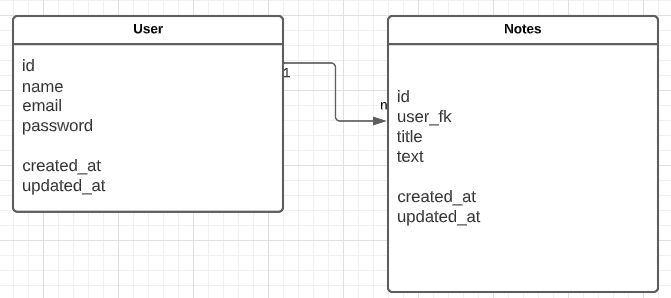 User
id
name
email
password
created_at
updated_at
1
n
Notes
id
user_fk
title
text
created_at
updated_at